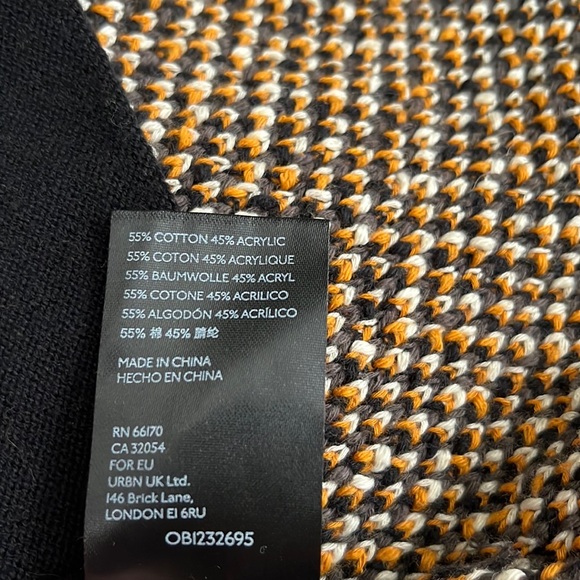 55% COTTON 45% ACRYLIC
55% COTON 45% ACRYLIQUE
55% BAUMWOLLE 45% ACRYL
55% COTONE 45% ACRILICO
55% ALGODÓN 45% ACRÍLICO
55% 棉 45% 腈纶
MADE IN CHINA
HECHO EN CHINA
RN 66170
CA 32054
FOR EU
URBN UK Ltd.
146 Brick Lane,
LONDON E1 6RU
OB1232695